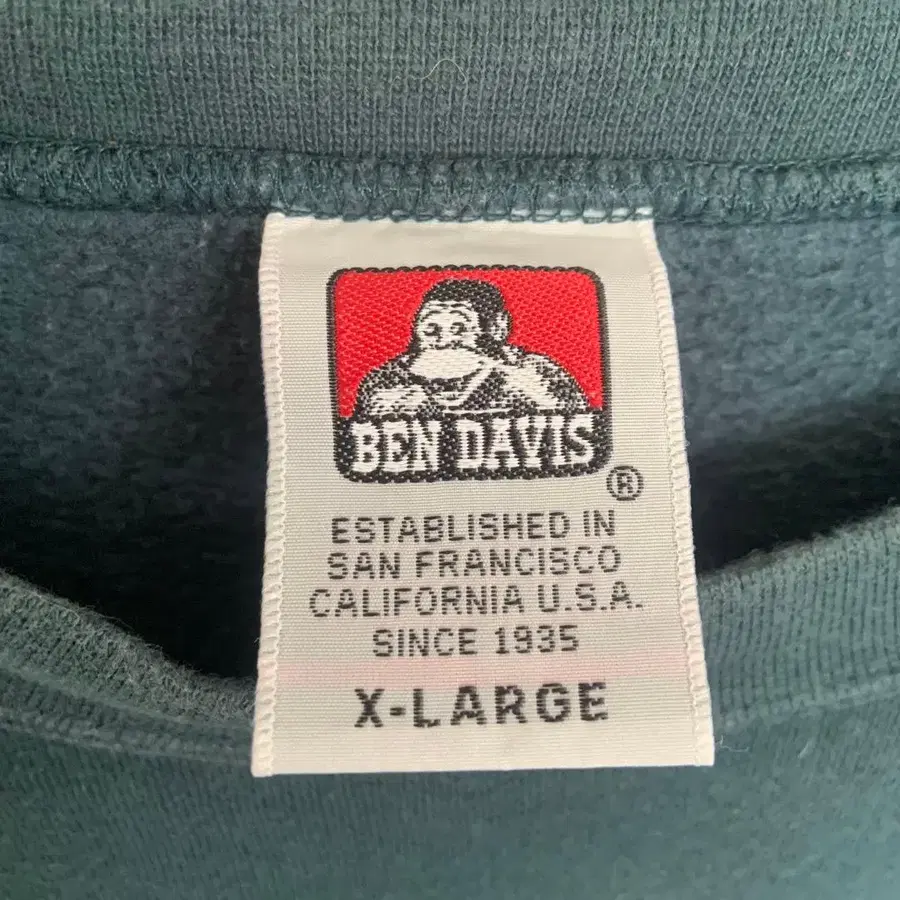 BEN DAVIS
®
ESTABLISHED IN
SAN FRANCISCO
CALIFORNIA U.S.A.
SINCE 1935
X-LARGE